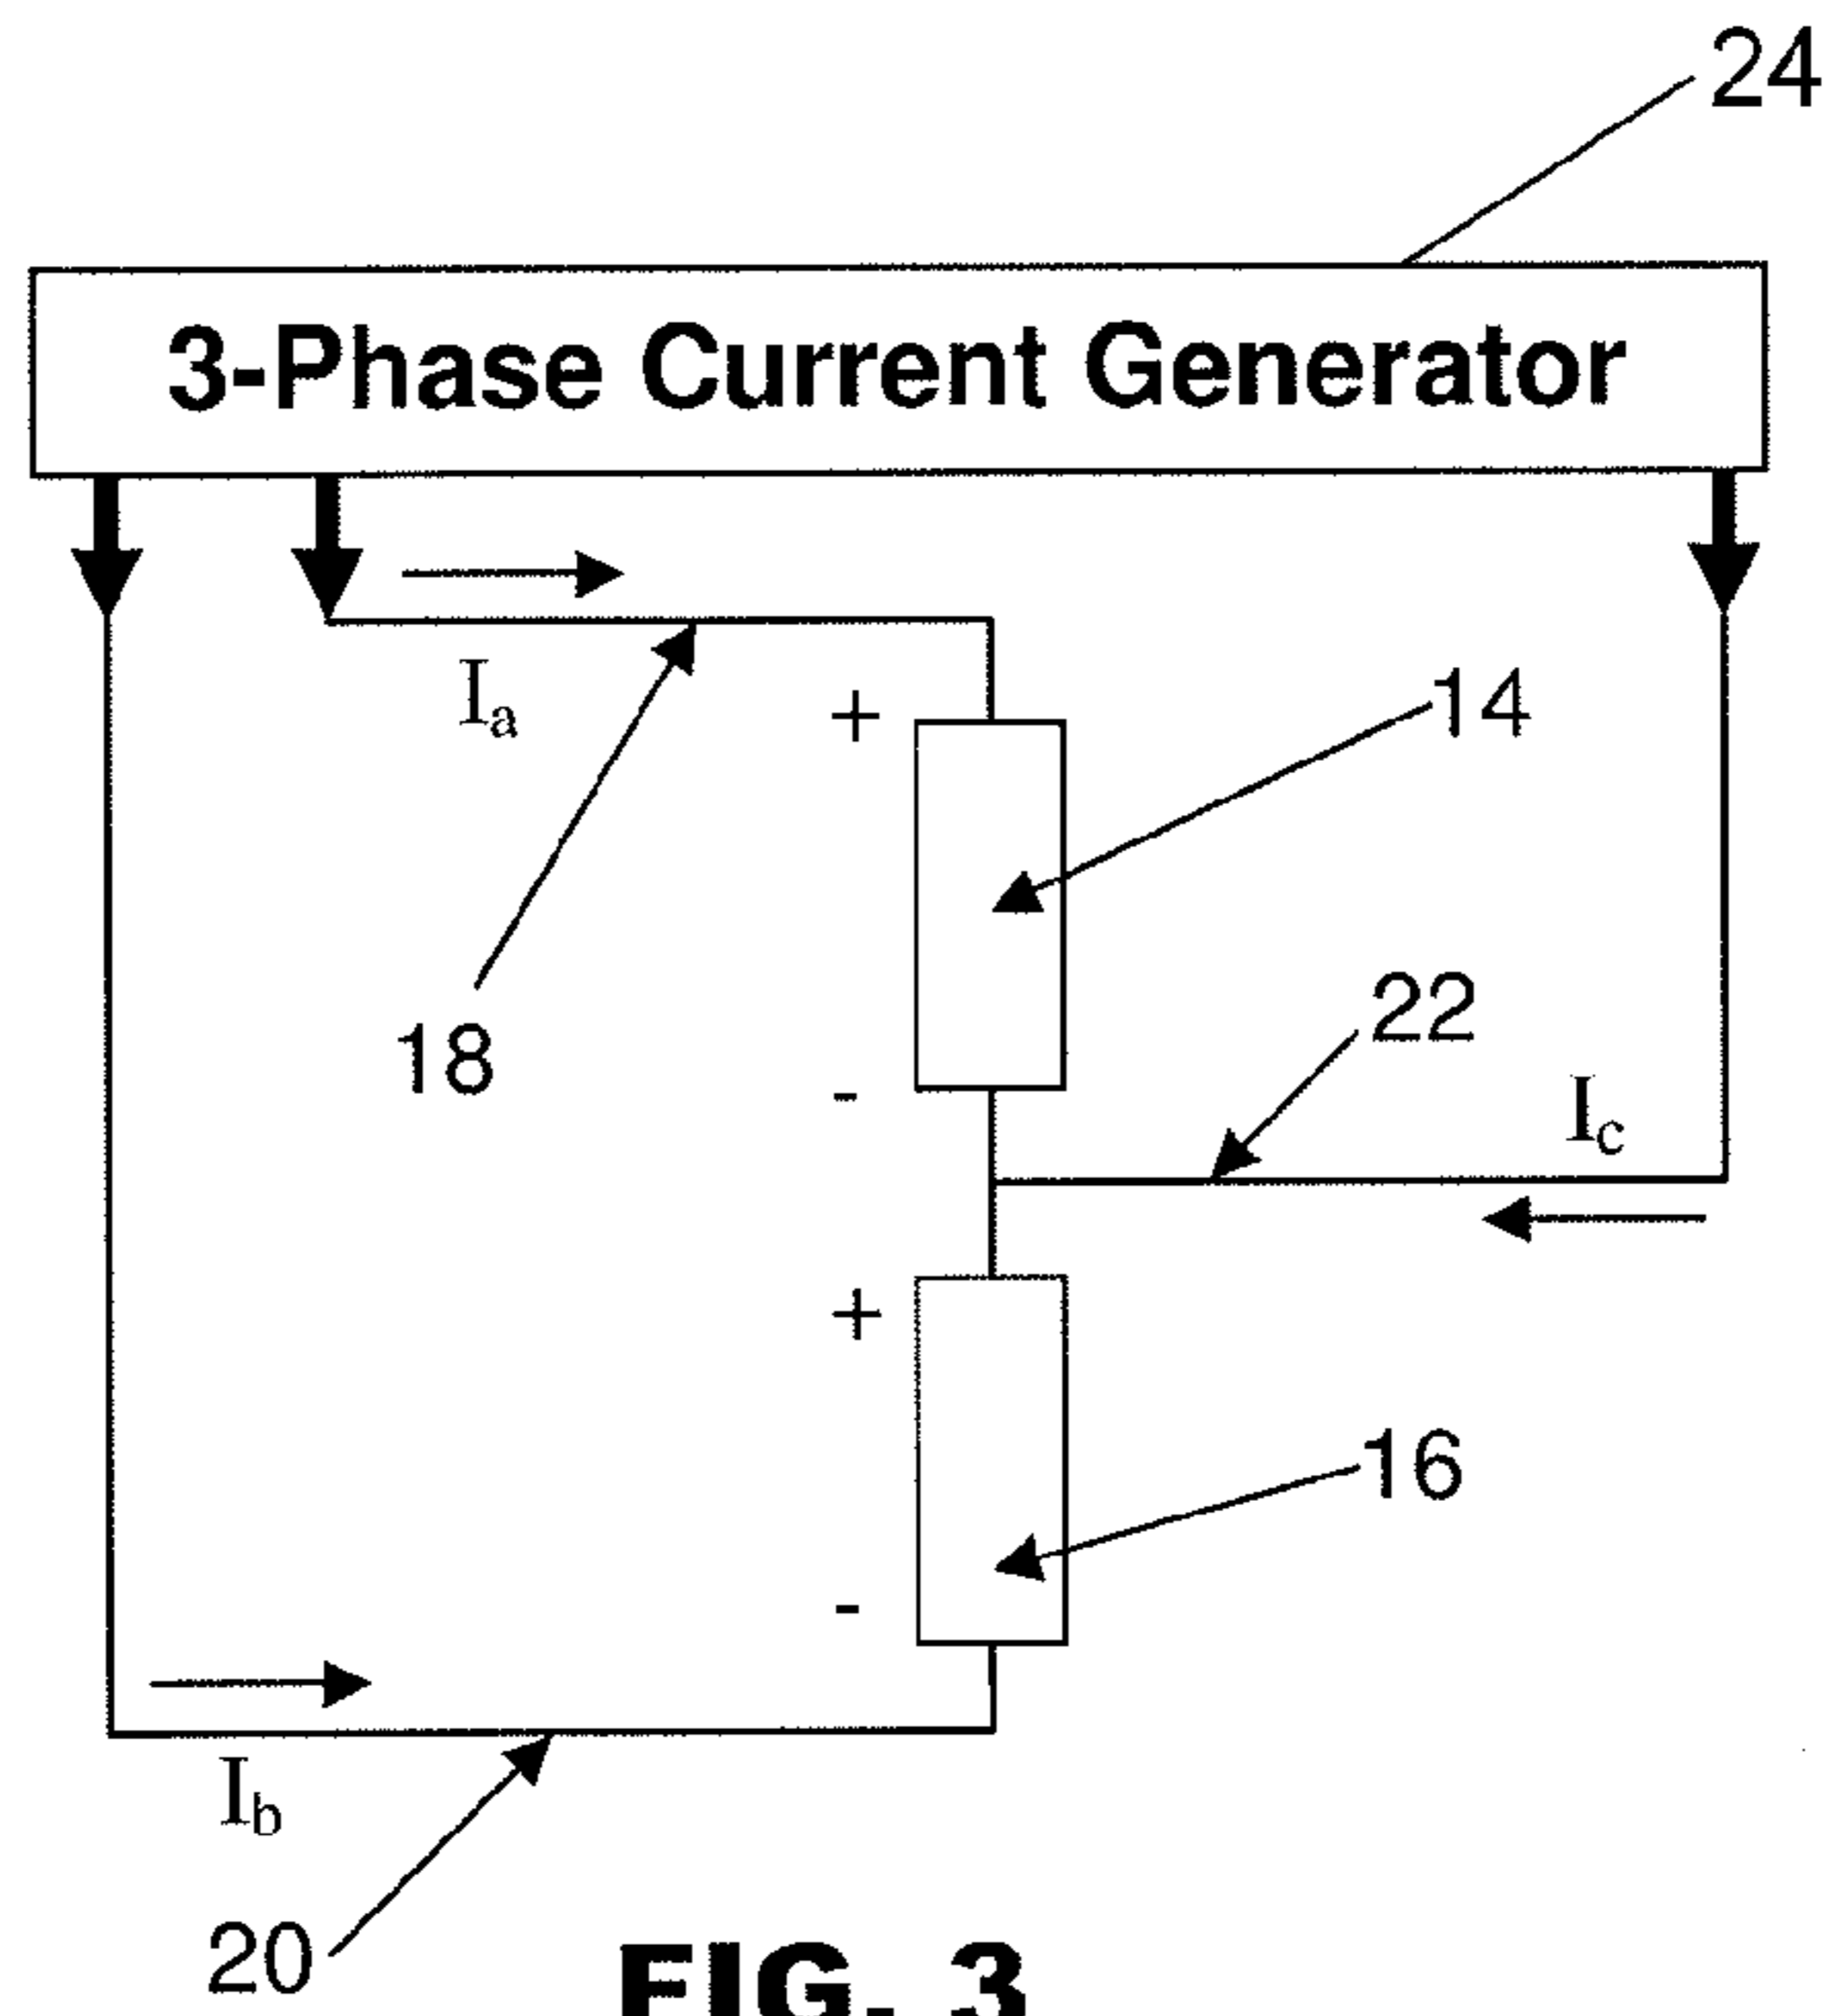 24
3-Phase Current Generator
Ia
+
14
18
-
22
Ic
+
16
-
Ib
20
FIG. 3